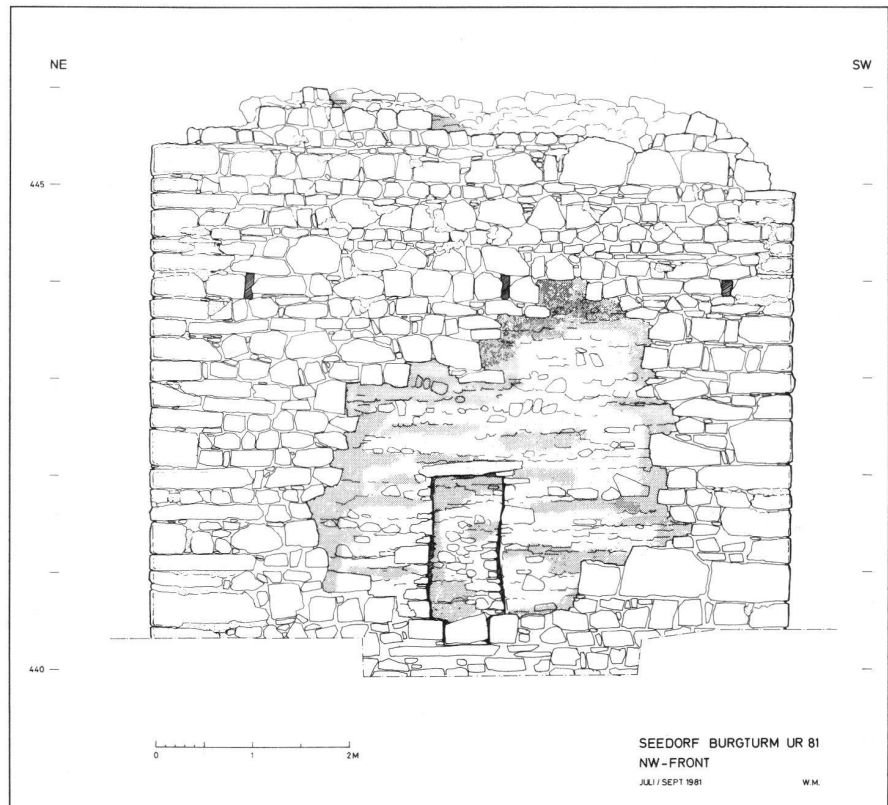 NE SW
445
440
0 1 2M
SEEDORF BURGTURM UR 81
NW-FRONT
JULI / SEPT 1981 W.M.